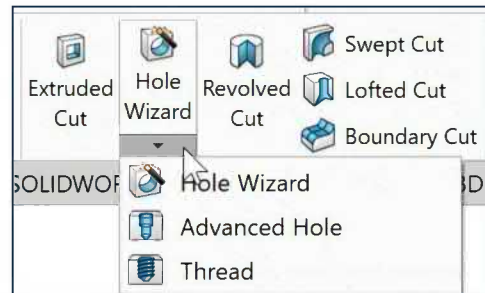 Extruded Cut
Hole Wizard
Revolved Cut
Swept Cut
Lofted Cut
Boundary Cut
Hole Wizard
Advanced Hole
Thread